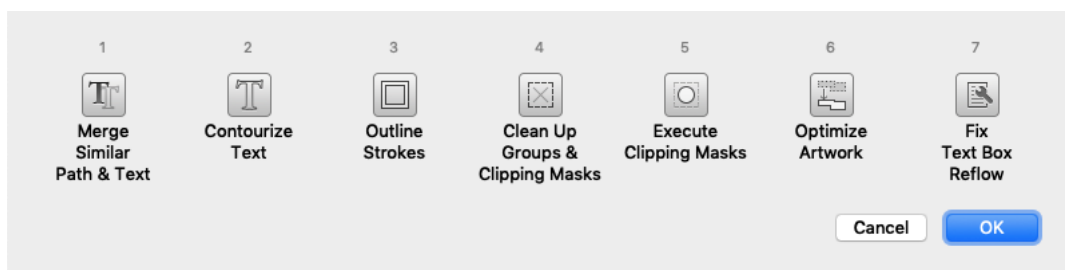 1 2 3 4 5 6 7
Merge
Similar
Path & Text
Contourize
Text
Outline
Strokes
Clean Up
Groups &
Clipping Masks
Execute
Clipping Masks
Optimize
Artwork
Fix
Text Box
Reflow
Cancel OK